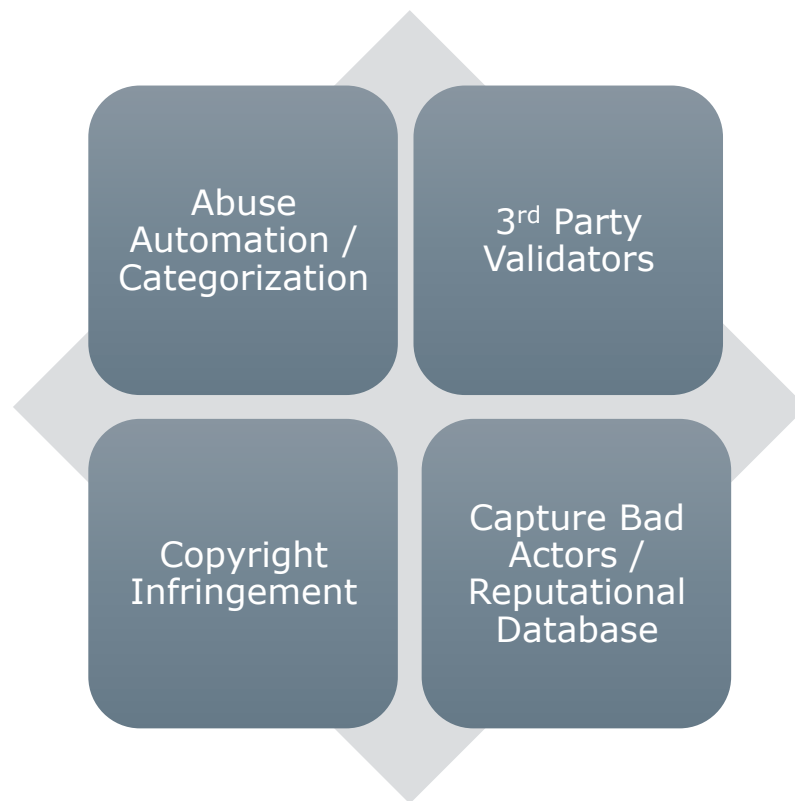 Abuse
Automation /
Categorization
3rd Party
Validators
Copyright
Infringement
Capture Bad
Actors /
Reputational
Database